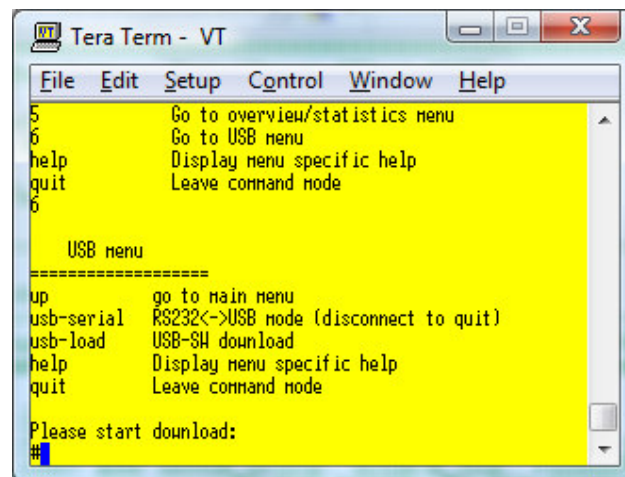 Tera Term - VT
File Edit Setup Control Window Help
5 Go to overview/statistics menu
6 Go to USB menu
help Display menu specific help
quit Leave command mode
6
USB menu
====================
up go to main menu
usb-serial RS232<->USB mode (disconnect to quit)
usb-load USB-SW download
help Display menu specific help
quit Leave command mode
Please start download:
#